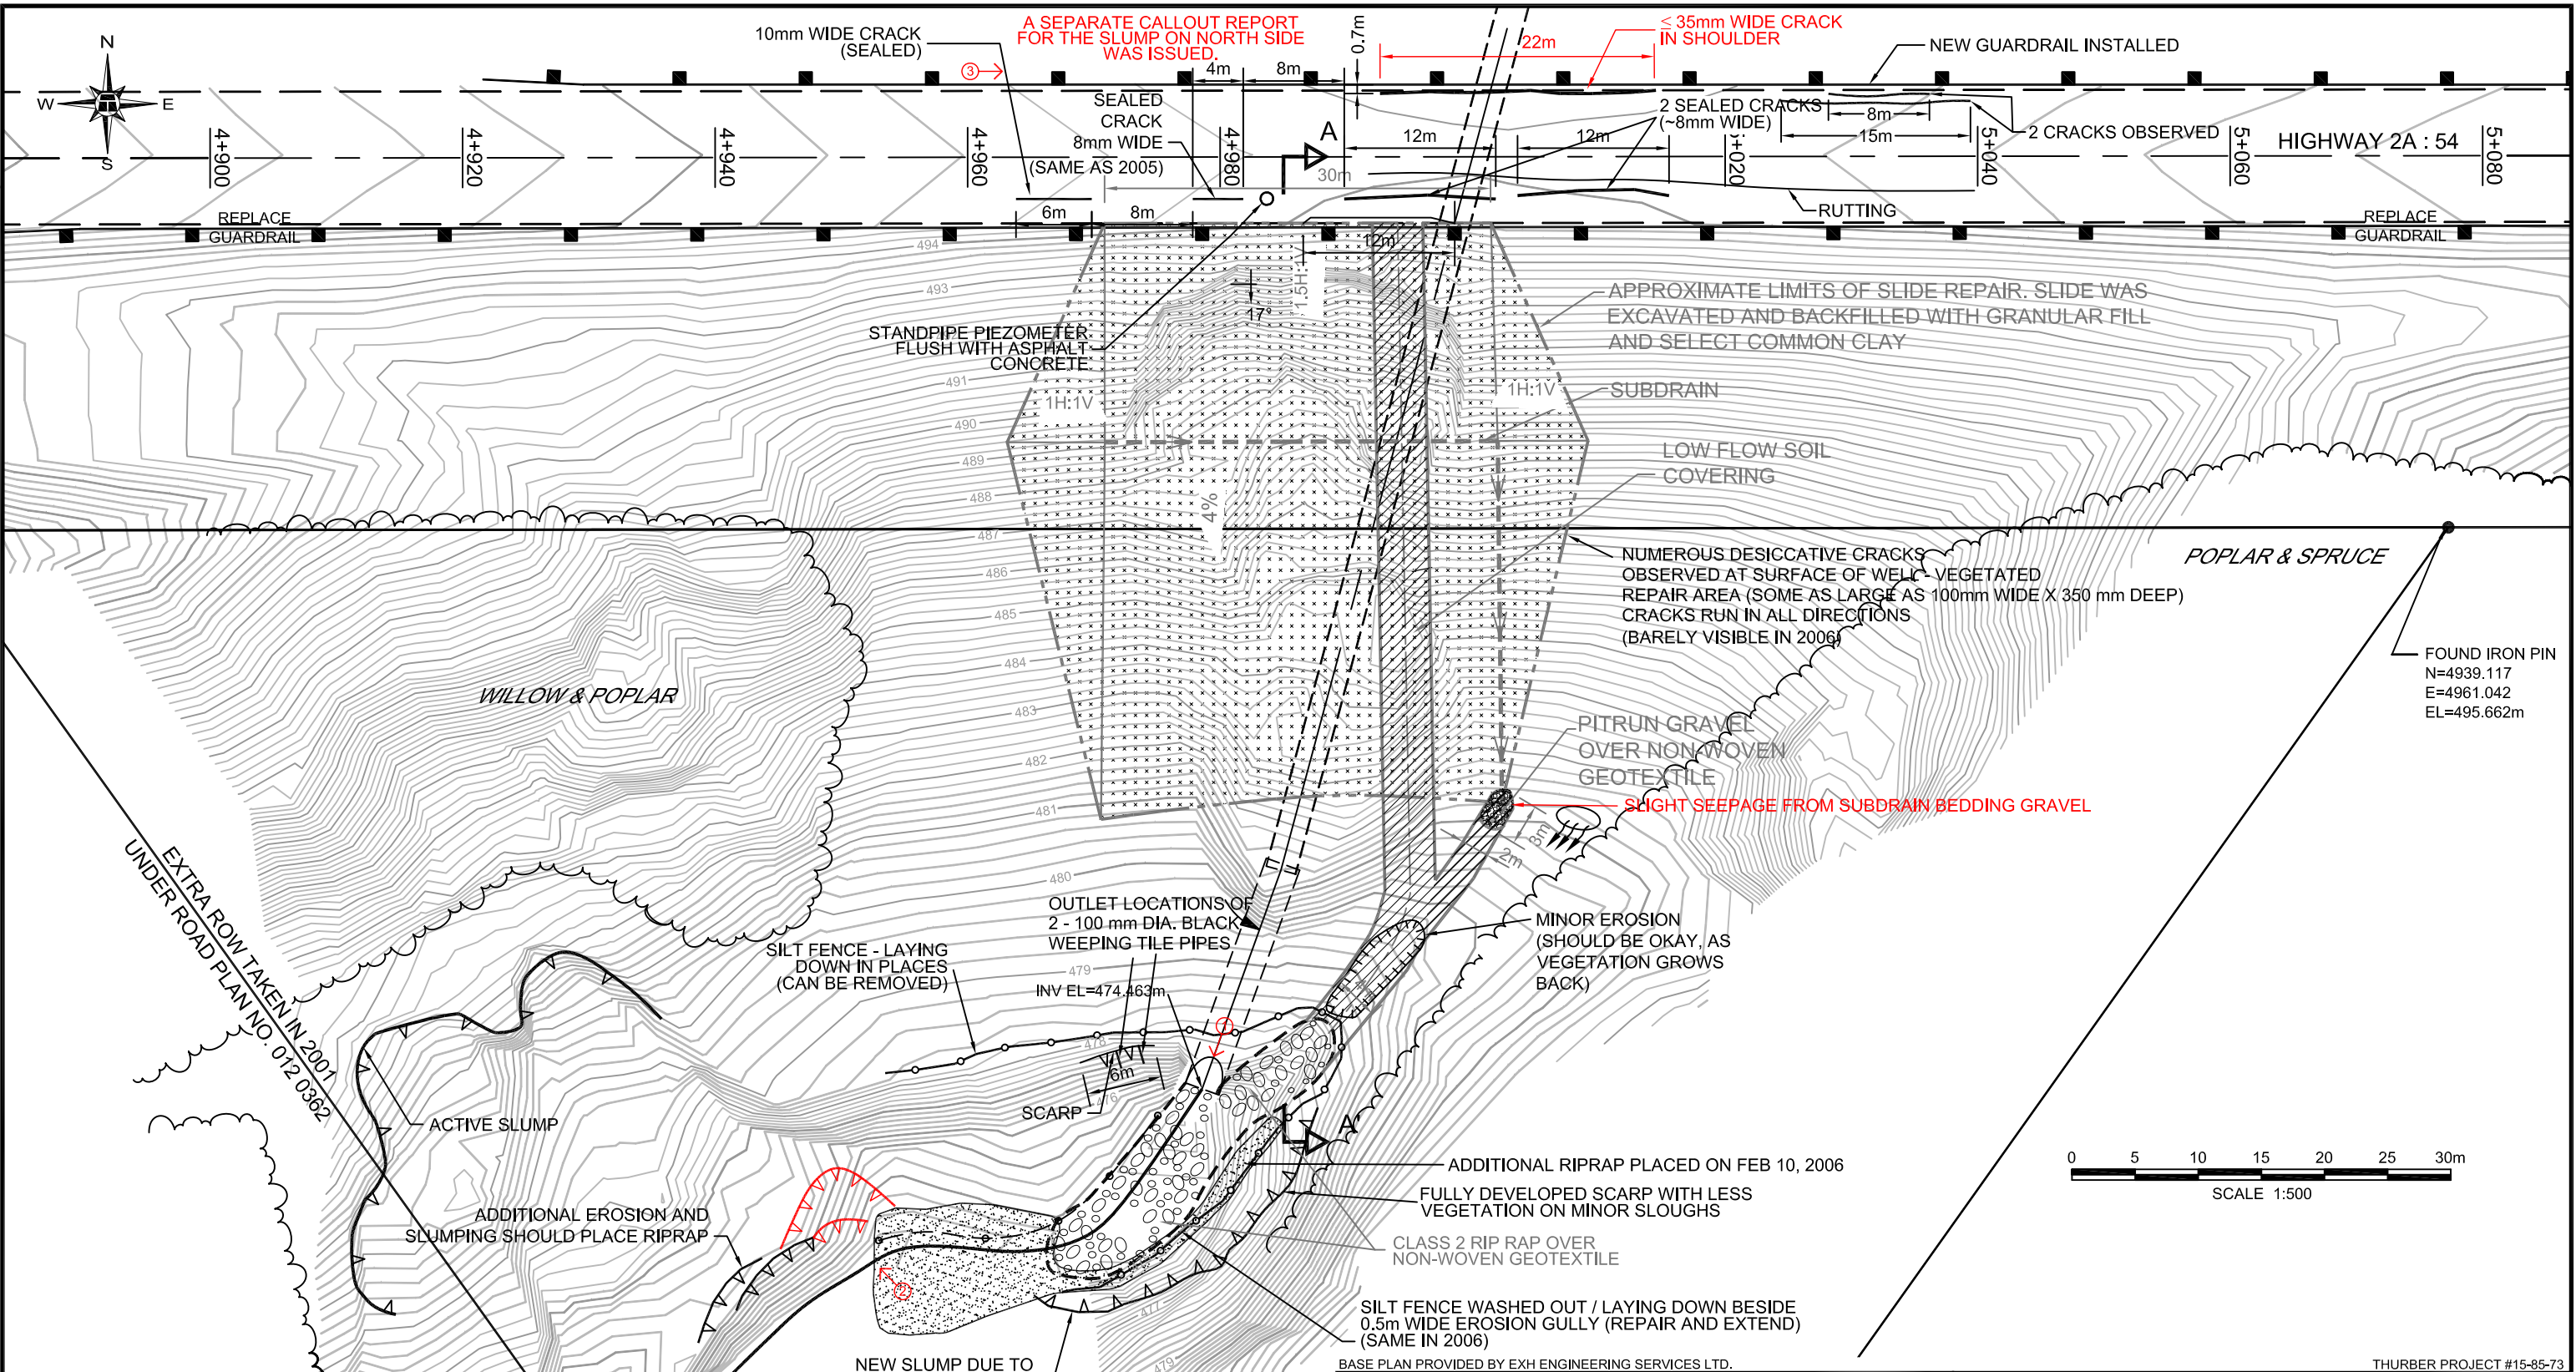 N
W
E
S
10mm WIDE CRACK
(SEALED)
A SEPARATE CALLOUT REPORT
FOR THE SLUMP ON NORTH SIDE
WAS ISSUED.
3
4m
8m
0.7m
22m
≤ 35mm WIDE CRACK
IN SHOULDER
NEW GUARDRAIL INSTALLED
SEALED
CRACK
8mm WIDE
(SAME AS 2005)
A
2 SEALED CRACKS
(~8mm WIDE)
12m
12m
8m
15m
2 CRACKS OBSERVED
HIGHWAY 2A : 54
4+900
4+920
4+940
4+960
4+980
5+020
5+040
5+060
5+080
30m
6m
8m
RUTTING
REPLACE
GUARDRAIL
REPLACE
GUARDRAIL
12m
494
493
491
490
489
488
487
486
485
484
483
482
481
480
479
478
476
477
479
17°
1.5H:1V
STANDPIPE PIEZOMETER
FLUSH WITH ASPHALT
CONCRETE
APPROXIMATE LIMITS OF SLIDE REPAIR. SLIDE WAS
EXCAVATED AND BACKFILLED WITH GRANULAR FILL
AND SELECT COMMON CLAY
1H:1V
1H:1V
SUBDRAIN
LOW FLOW SOIL
COVERING
4%
NUMEROUS DESICCATIVE CRACKS
OBSERVED AT SURFACE OF WELL - VEGETATED
REPAIR AREA (SOME AS LARGE AS 100mm WIDE X 350 mm DEEP)
CRACKS RUN IN ALL DIRECTIONS
(BARELY VISIBLE IN 2006)
POPLAR & SPRUCE
FOUND IRON PIN
N=4939.117
E=4961.042
EL=495.662m
WILLOW & POPLAR
PITRUN GRAVEL
OVER NON-WOVEN
GEOTEXTILE
SLIGHT SEEPAGE FROM SUBDRAIN BEDDING GRAVEL
3m
2m
EXTRA ROW TAKEN IN 2001
UNDER ROAD PLAN NO. 012 0362
OUTLET LOCATIONS OF
2 - 100 mm DIA. BLACK
WEEPING TILE PIPES
SILT FENCE - LAYING
DOWN IN PLACES
(CAN BE REMOVED)
INV EL=474.463m
MINOR EROSION
(SHOULD BE OKAY, AS
VEGETATION GROWS
BACK)
1
6m
SCARP
ACTIVE SLUMP
A'
ADDITIONAL RIPRAP PLACED ON FEB 10, 2006
FULLY DEVELOPED SCARP WITH LESS
VEGETATION ON MINOR SLOUGHS
0 5 10 15 20 25 30m
SCALE 1:500
ADDITIONAL EROSION AND
SLUMPING SHOULD PLACE RIPRAP
CLASS 2 RIP RAP OVER
NON-WOVEN GEOTEXTILE
2
SILT FENCE WASHED OUT / LAYING DOWN BESIDE
0.5m WIDE EROSION GULLY (REPAIR AND EXTEND)
(SAME IN 2006)
NEW SLUMP DUE TO
BASE PLAN PROVIDED BY EXH ENGINEERING SERVICES LTD.
THURBER PROJECT #15-85-73